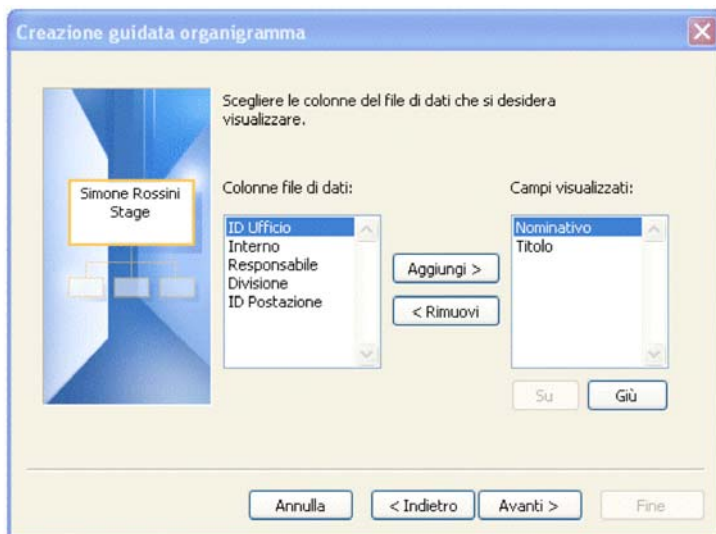 Creazione guidata organigramma
Scegliere le colonne del file di dati che si desidera
visualizzare.
Simone Rossini
Stage
Colonne file di dati:
ID Ufficio
Interno
Responsabile
Divisione
ID Postazione
Aggiungi >
< Rimuovi
Campi visualizzati:
Nominativo
Titolo
Su
Giù
Annulla
< Indietro
Avanti >
Fine